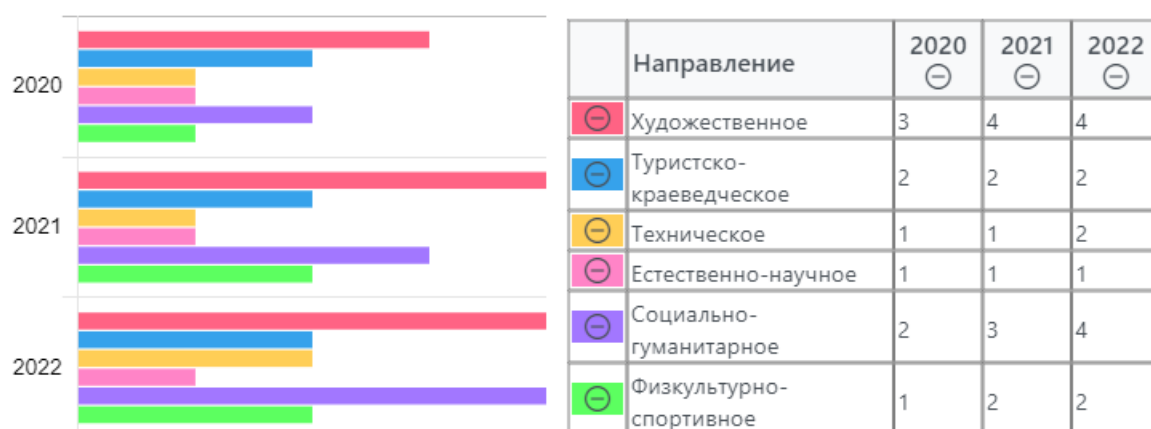 2020
2021
2022
Направление 2020 2021 2022
Художественное 3 4 4
Туристско-
краеведческое 2 2 2
Техническое 1 1 2
Естественно-научное 1 1 1
Социально-
гуманитарное 2 3 4
Физкультурно-
спортивное 1 2 2